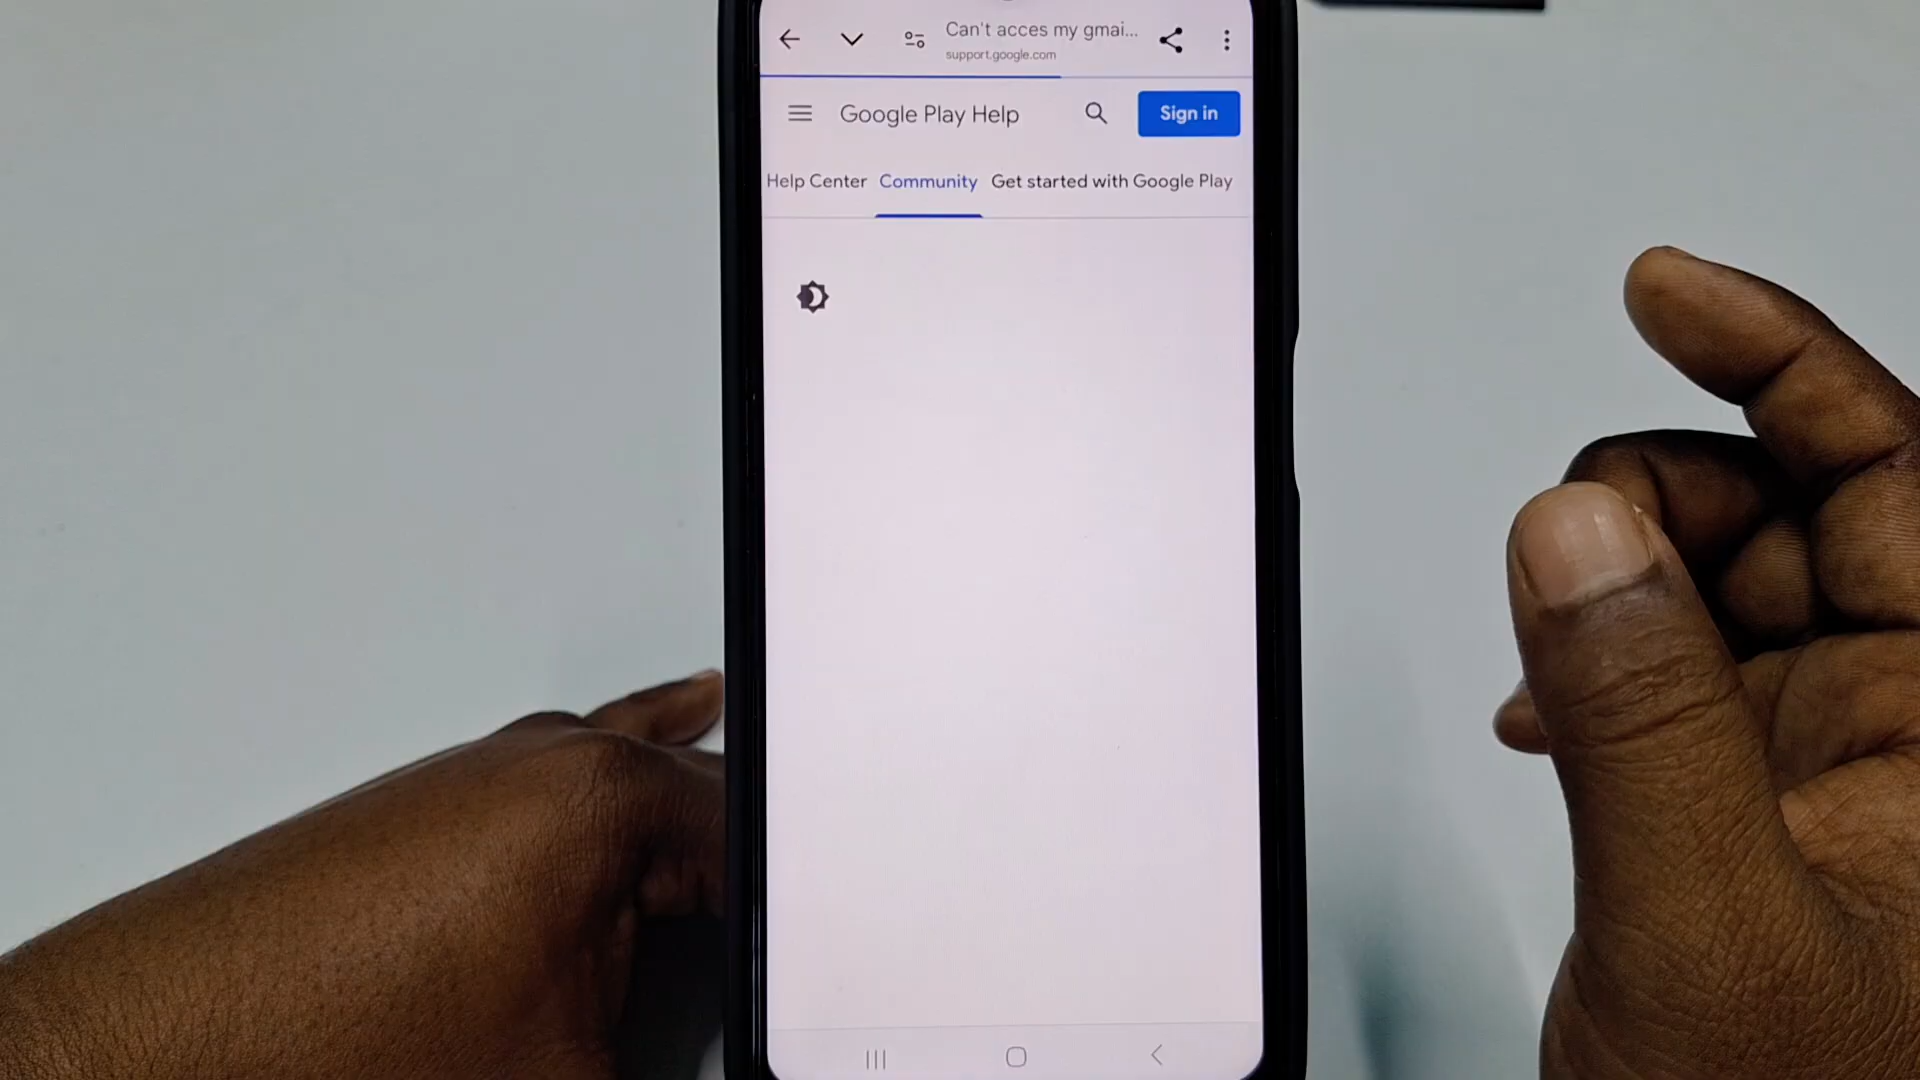 Can't acces my gmai...
support.google.com
Google Play Help
Sign in
Help Center Community Get started with Google Play